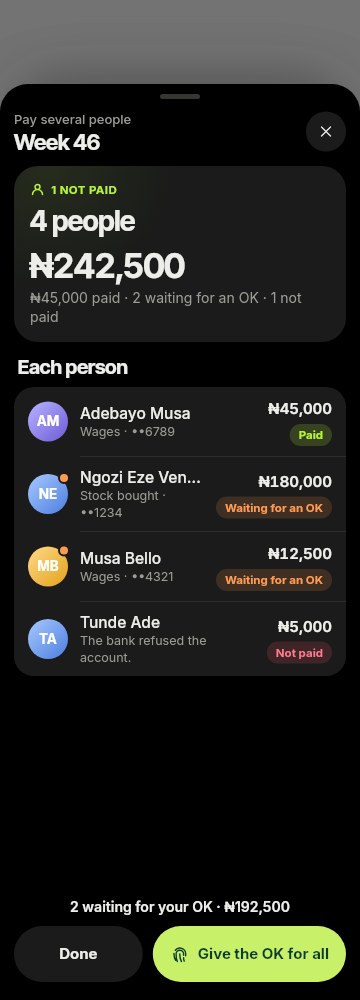 Pay several people
Week 46
1 NOT PAID
4 people
₦242,500
₦45,000 paid · 2 waiting for an OK · 1 not
paid
Each person
AM
Adebayo Musa
₦45,000
Wages · ••6789
Paid
NE
Ngozi Eze Ven...
₦180,000
Stock bought ·
••1234
Waiting for an OK
MB
Musa Bello
₦12,500
Wages · ••4321
Waiting for an OK
TA
Tunde Ade
₦5,000
The bank refused the
account.
Not paid
2 waiting for your OK · ₦192,500
Done
Give the OK for all